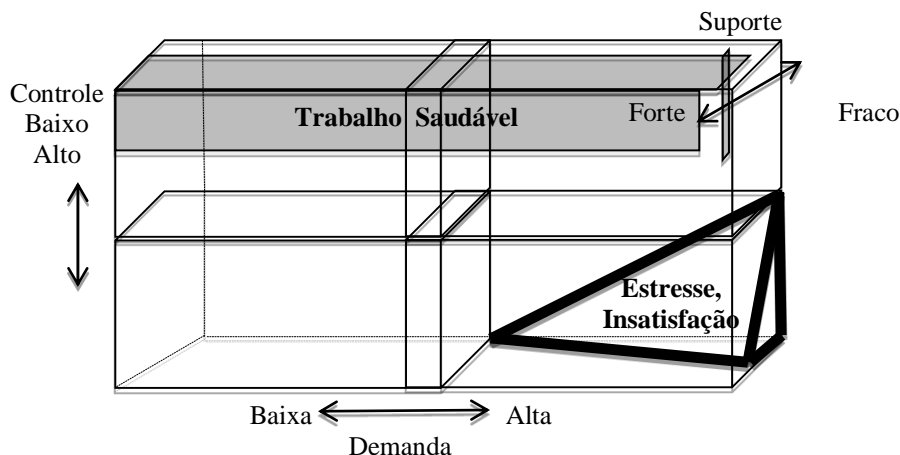 Suporte
Controle
Baixo
Alto
Trabalho Saudável
Forte
Fraco
Estresse,
Insatisfação
Baixa
Alta
Demanda